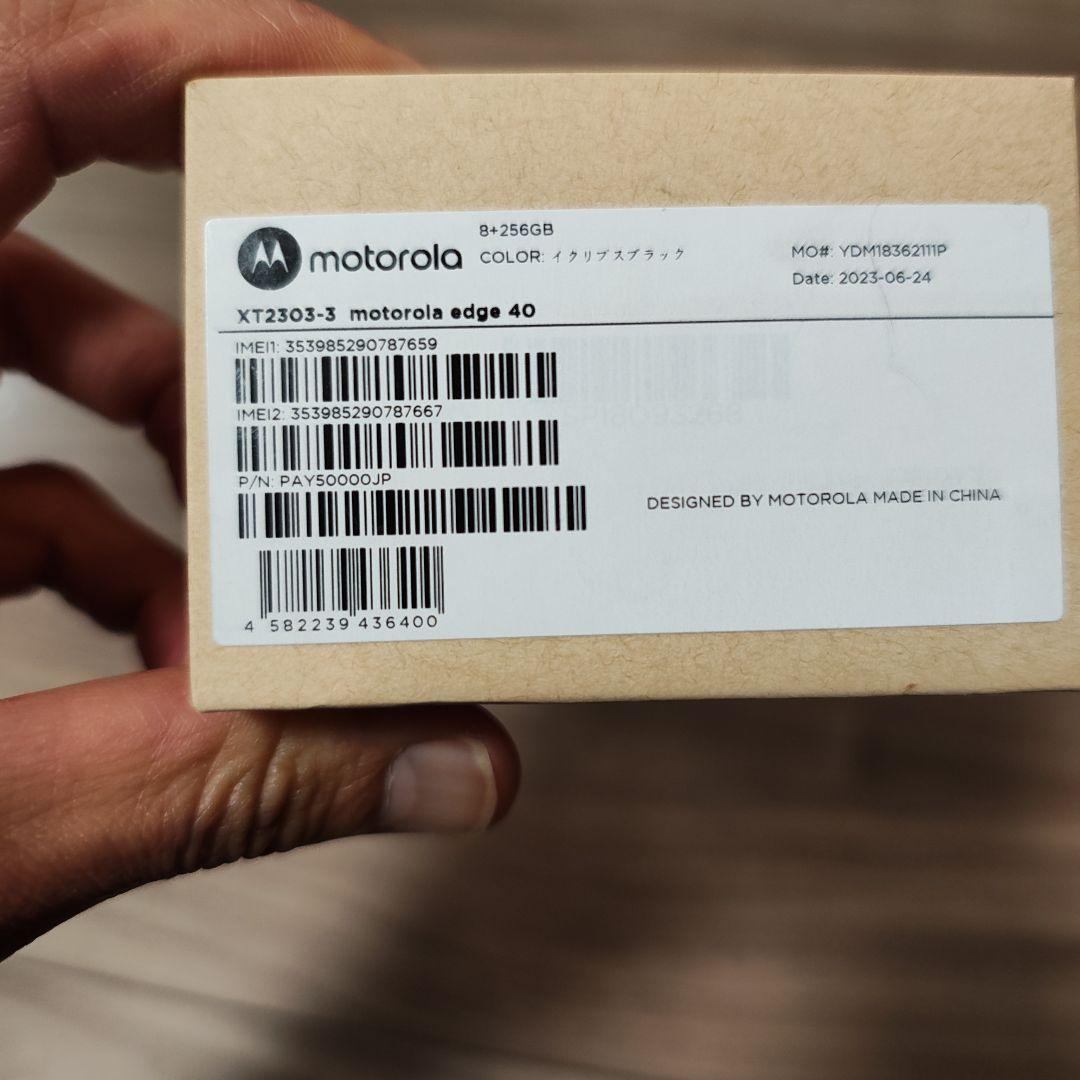 motorola
8+256GB
COLOR: イクリプスブラック
MO#: YDM18362111P
Date: 2023-06-24
XT2303-3 motorola edge 40
IMEI1: 353985290787659
IMEI2: 353985290787667
P/N: PAY50000JP
DESIGNED BY MOTOROLA MADE IN CHINA
4 582239 436400